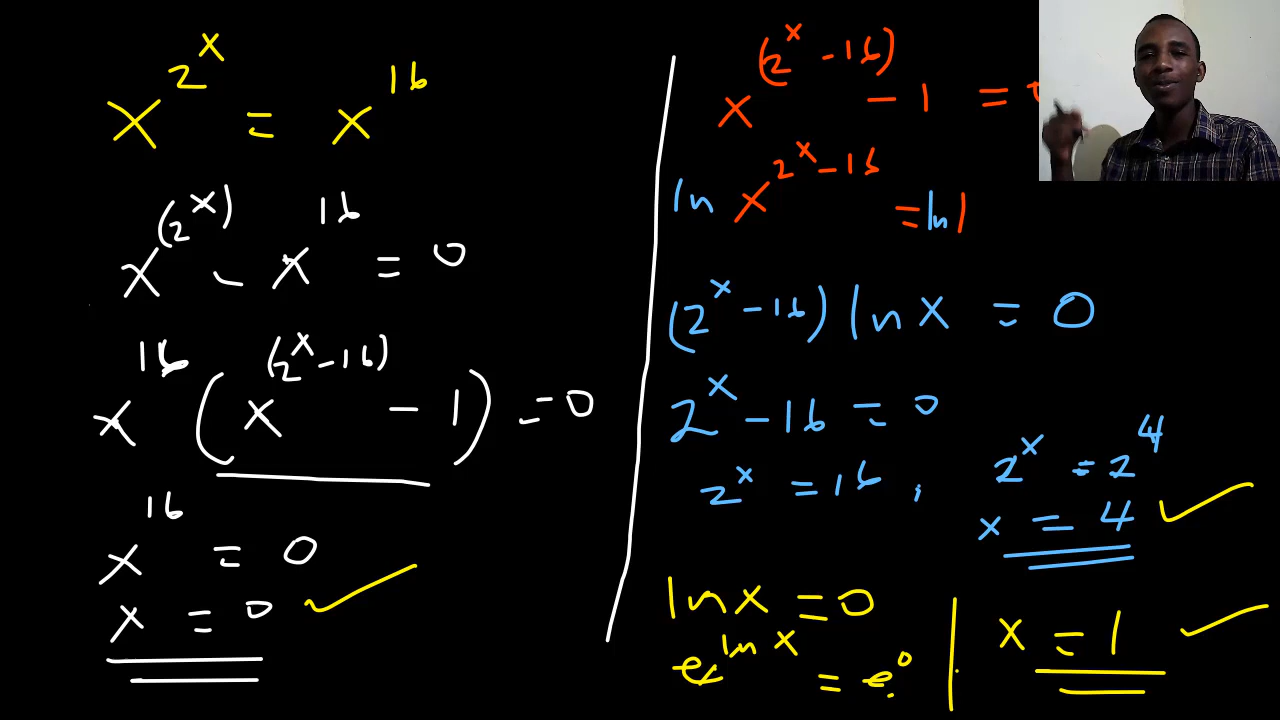 x^2^x = x^16
x^(2^x) - x^16 = 0
x^16 (x^(2^x - 16) - 1) = 0
x^16 = 0
x = 0 ✓
x^(2^x - 16) - 1 = 0
ln x^2^x - 16 = ln 1
(2^x - 16) ln x = 0
2^x - 16 = 0
2^x = 16 , 2^x = 2^4
x = 4 ✓
ln x = 0
e^ln x = e^0
x = 1 ✓